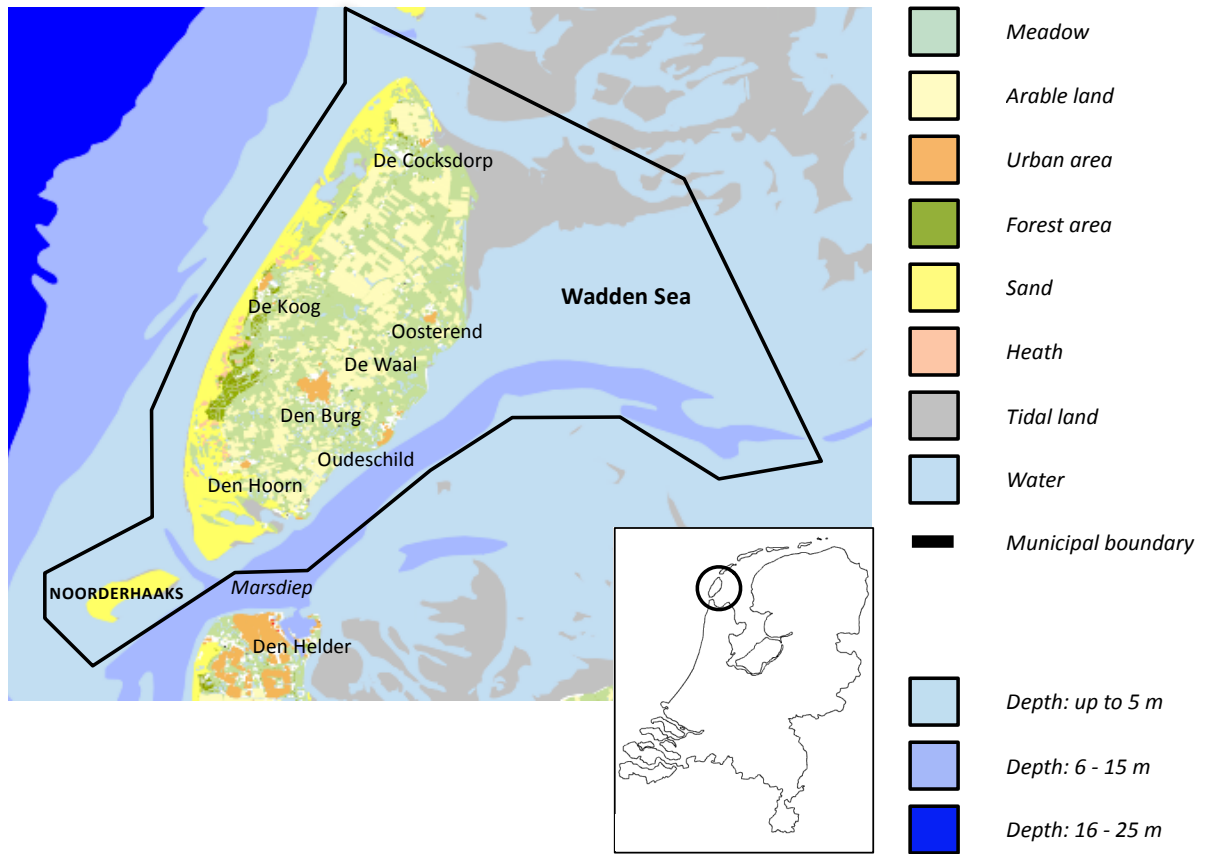 De Cocksdorp
De Koog
Wadden Sea
Oosterend
De Waal
Den Burg
Oudeschild
Den Hoorn
NOORDERHAAKS
Marsdiep
Den Helder
Meadow
Arable land
Urban area
Forest area
Sand
Heath
Tidal land
Water
Municipal boundary
Depth: up to 5 m
Depth: 6 - 15 m
Depth: 16 - 25 m